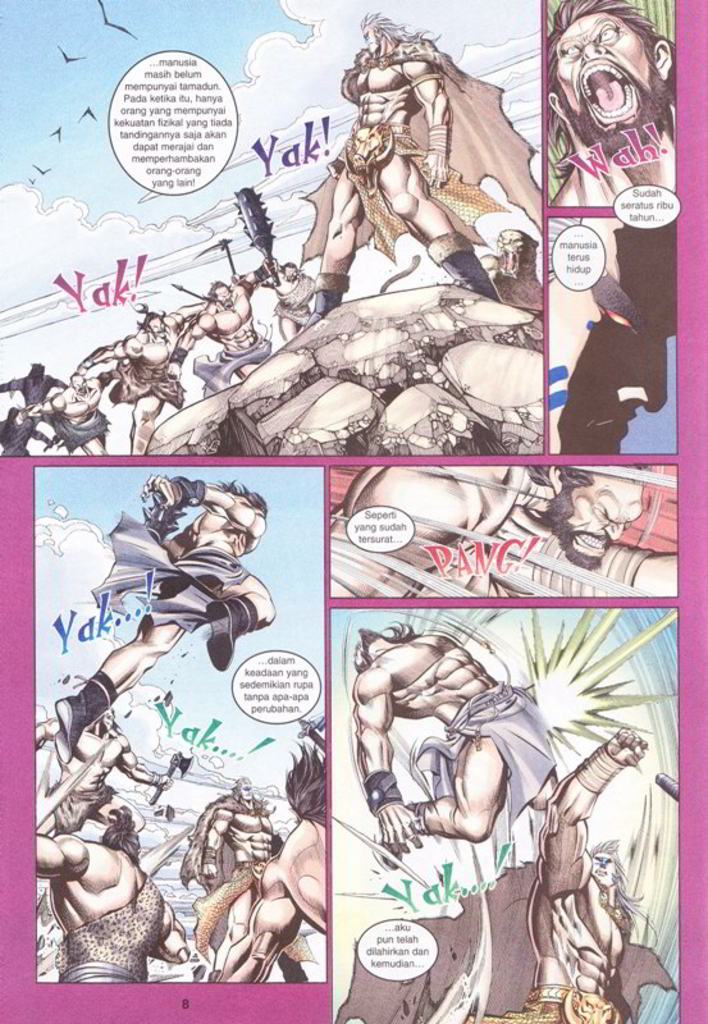 ...manusia
masih belum
mempunyai tamadun.
Pada ketika itu, hanya
orang yang mempunyai
kekuatan fizikal yang tiada
tandingannya saja akan
dapat merajai dan
memperhambakan
orang-orang
yang lain!
Yak!
Yak!
Wah!
Sudah
seratus ribu
tahun...
...
manusia
terus
hidup
...
Yak...!
...dalam
keadaan yang
sedemikian rupa
tanpa apa-apa
perubahan.
Yak....!
Seperti
yang sudah
tersurat...
PANG!
Yak....!
...aku
pun telah
dilahirkan dan
kemudian...
8